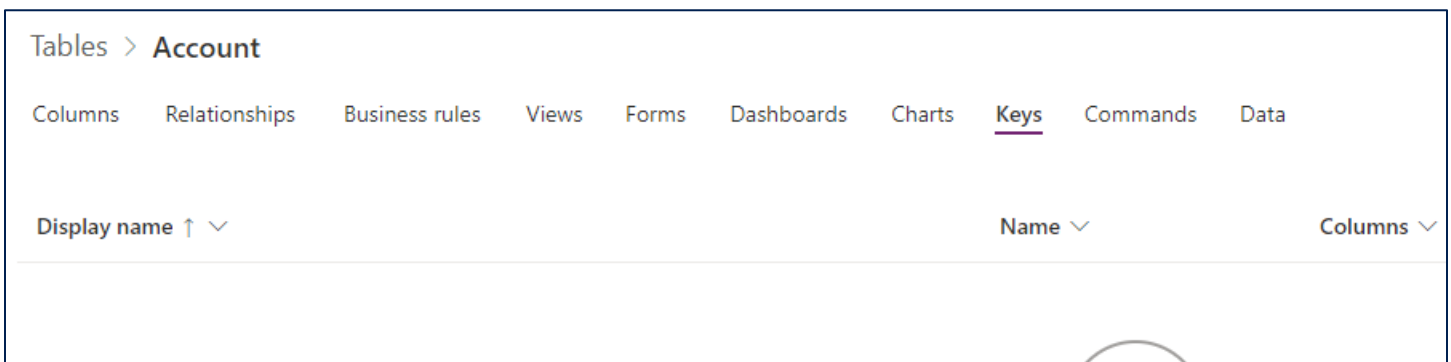 Tables > Account
Columns Relationships Business rules Views Forms Dashboards Charts Keys Commands Data
Display name ↑ Name Columns